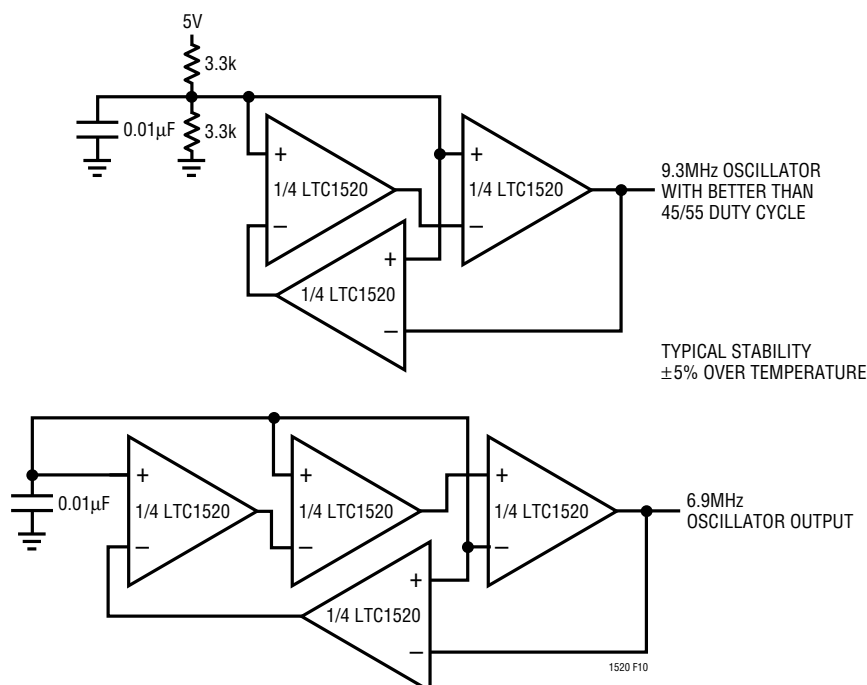 5V
3.3k
0.01µF
3.3k
+
+
1/4 LTC1520
1/4 LTC1520
−
−
9.3MHz OSCILLATOR
WITH BETTER THAN
45/55 DUTY CYCLE
+
1/4 LTC1520
−
TYPICAL STABILITY
±5% OVER TEMPERATURE
+
+
+
0.01µF
1/4 LTC1520
1/4 LTC1520
1/4 LTC1520
−
−
−
6.9MHz
OSCILLATOR OUTPUT
+
1/4 LTC1520
−
1520 F10